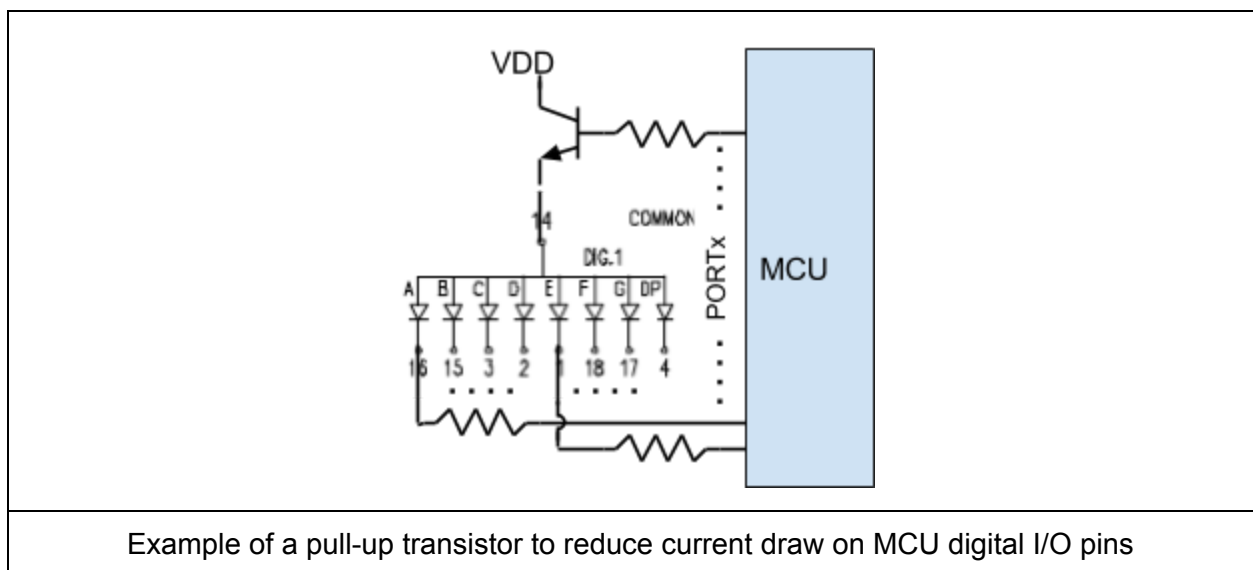 VDD
14
COMMON
DIG.1
A B C D E F G DP
PORTx
MCU
16 15 3 2 1 18 17 4
Example of a pull-up transistor to reduce current draw on MCU digital I/O pins